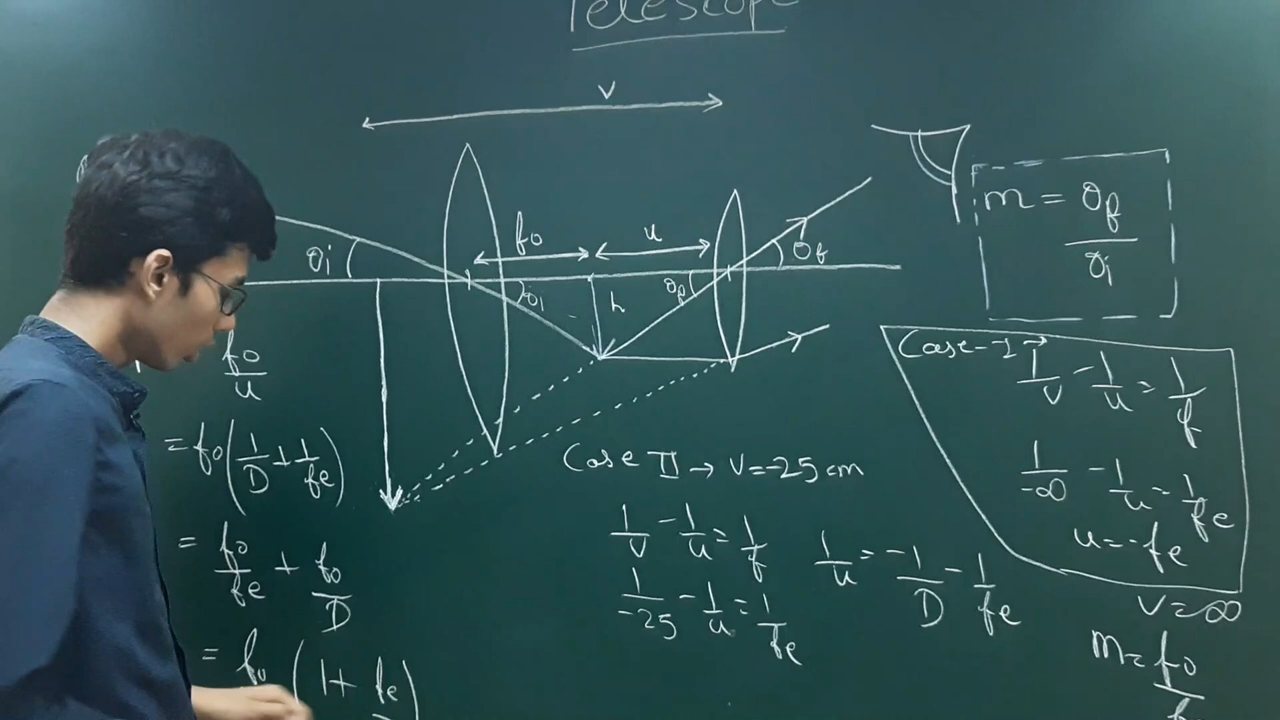 Telescope
v
fo
u
θi
θi
h
θf
θf
m = θf/θi
fo/u
= fo(1/D + 1/fe)
= fo/fe + fo/D
= fo (1 + fe
Case II → v = -25 cm
1/v - 1/u = 1/f
1/-25 - 1/u = 1/fe
1/u = -1/D - 1/fe
Case-I →
1/v - 1/u = 1/f
1/-∞ - 1/u = 1/fe
u = -fe
v = ∞
m = fo/f